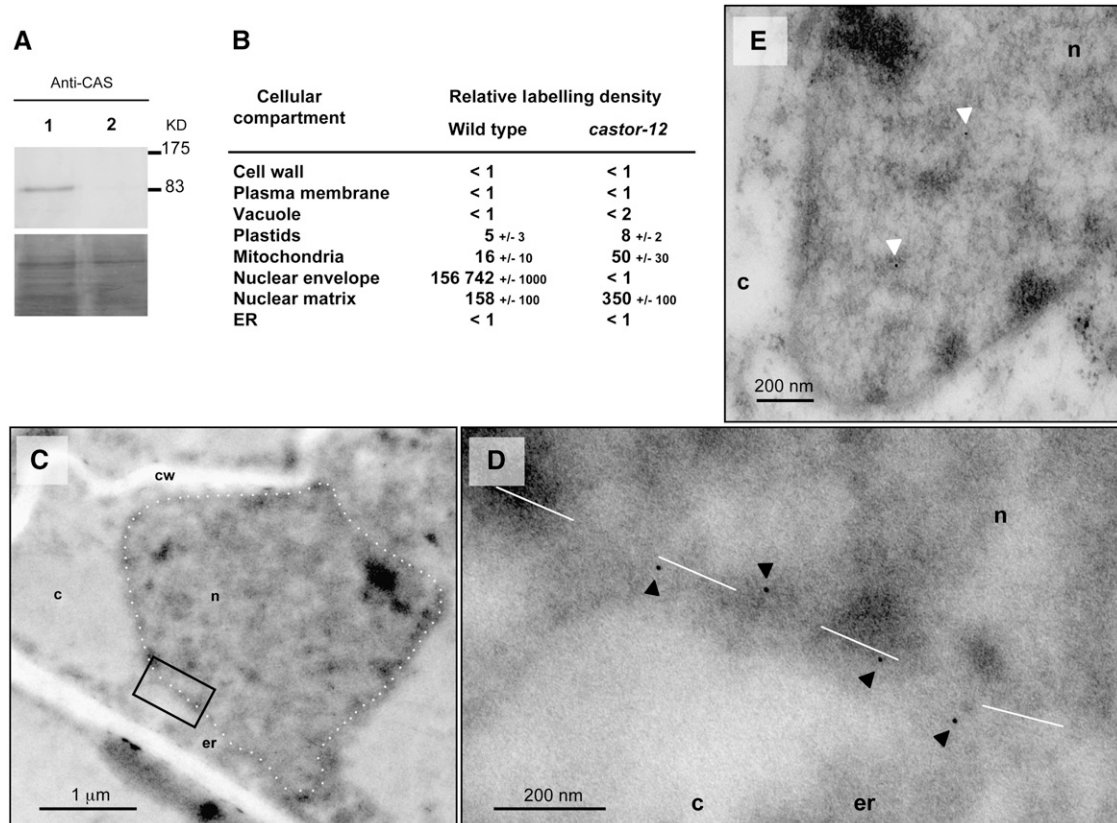 A
Anti-CAS
1 2 KD
175
83
B
Cellular compartment Relative labelling density
Wild type castor-12
Cell wall < 1 < 1
Plasma membrane < 1 < 1
Vacuole < 1 < 2
Plastids 5 +/- 3 8 +/- 2
Mitochondria 16 +/- 10 50 +/- 30
Nuclear envelope 156 742 +/- 1000 < 1
Nuclear matrix 158 +/- 100 350 +/- 100
ER < 1 < 1
E
n
c
200 nm
C
cw
c
n
er
1 μm
D
n
200 nm
c
er